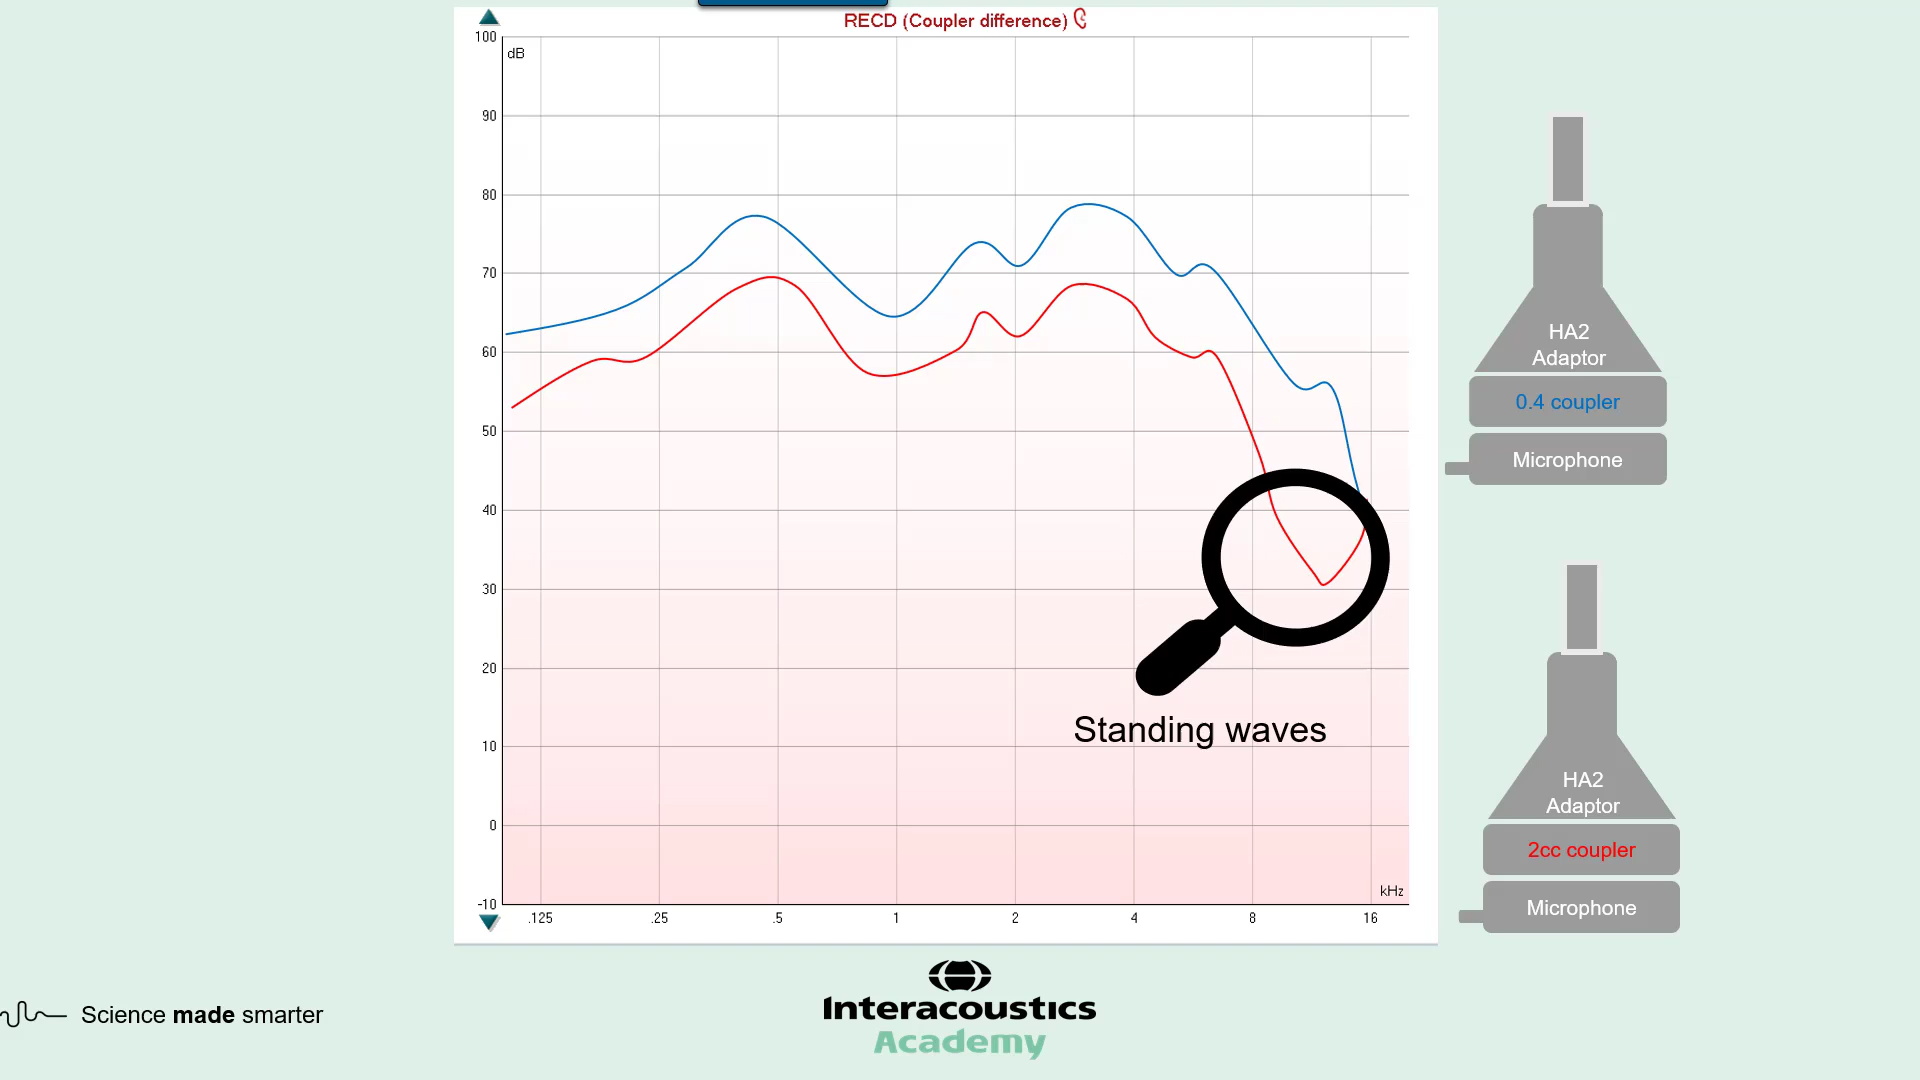 RECD (Coupler difference)
100
dB
90
80
70
60
50
40
30
20
10
0
-10
kHz
.125
.25
.5
1
2
4
8
16
Standing waves
HA2
Adaptor
0.4 coupler
Microphone
HA2
Adaptor
2cc coupler
Microphone
Science made smarter
Interacoustics
Academy